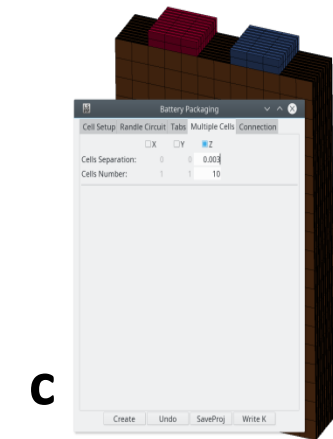 Battery Packaging
Cell Setup Randle Circuit Tabs Multiple Cells Connection
X Y Z
Cells Separation: 0 0 0.003
Cells Number: 1 1 10
C
Create Undo SaveProj Write K